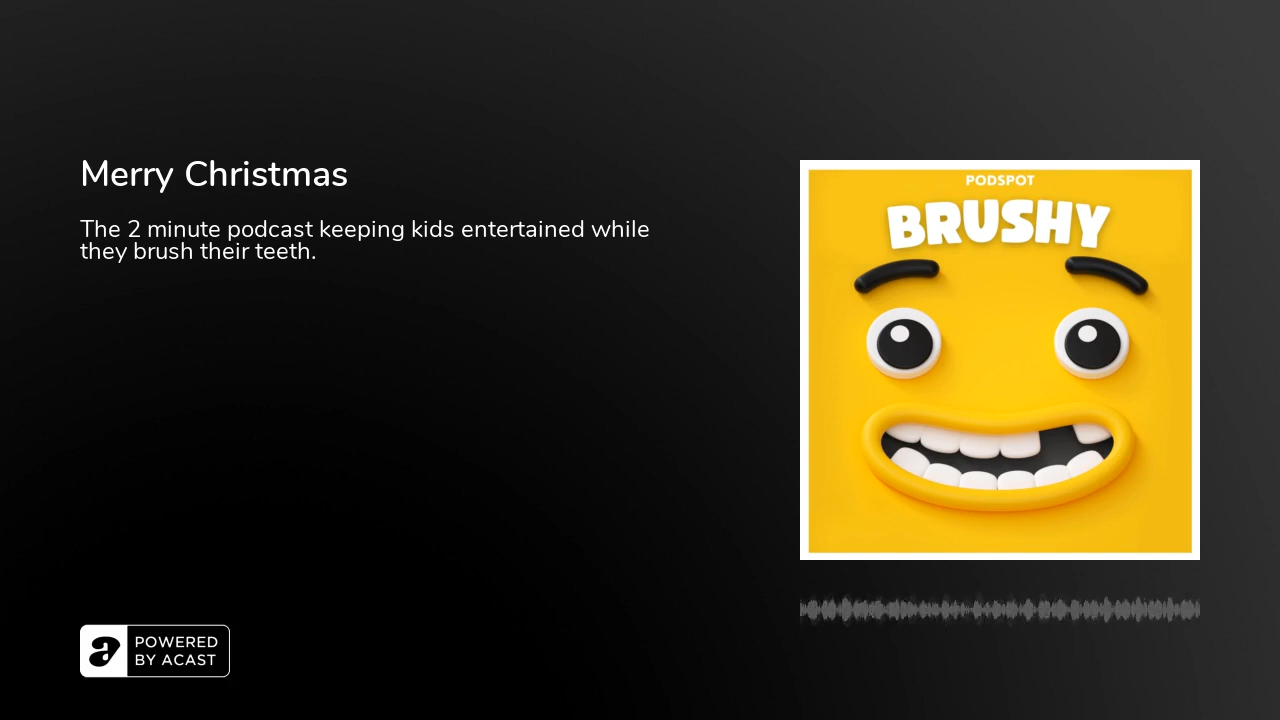 Merry Christmas
The 2 minute podcast keeping kids entertained while
they brush their teeth.
PODSPOT
BRUSHY
a
POWERED
BY ACAST